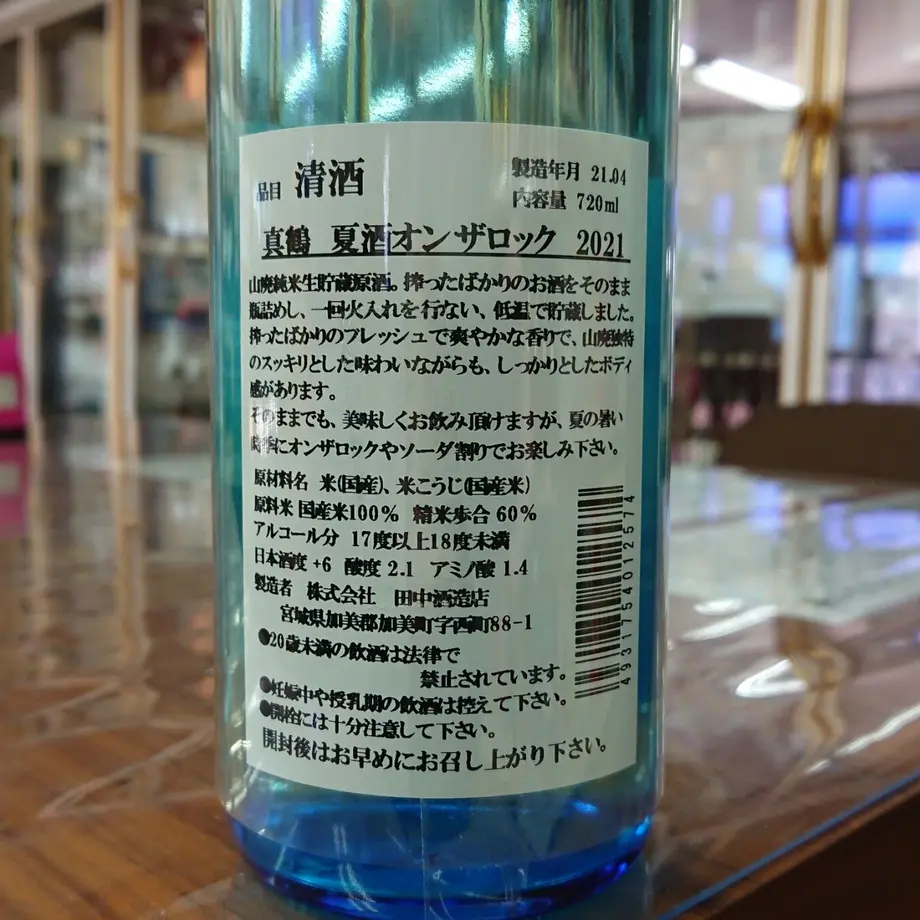 品目 清酒
製造年月 21.04
内容量 720ml
真鶴 夏酒オンザロック 2021
山廃純米生貯蔵原酒。搾ったばかりのお酒をそのまま
瓶詰めし、一回火入れを行ない、低温で貯蔵しました。
搾ったばかりのフレッシュで爽やかな香りで、山廃独特
のスッキリとした味わいながらも、しっかりとしたボディ
感があります。
そのままでも、美味しくお飲み頂けますが、夏の暑い
時季にオンザロックやソーダ割りでお楽しみ下さい。
原材料名 米(国産)、米こうじ(国産米)
原料米 国産米100% 精米歩合 60%
アルコール分 17度以上18度未満
日本酒度 +6 酸度 2.1 アミノ酸 1.4
製造者 株式会社 田中酒造店
宮城県加美郡加美町字西町88-1
●20歳未満の飲酒は法律で
禁止されています。
●妊娠中や授乳期の飲酒は控えて下さい。
●開栓には十分注意して下さい。
開封後はお早めにお召し上がり下さい。
4931754012574